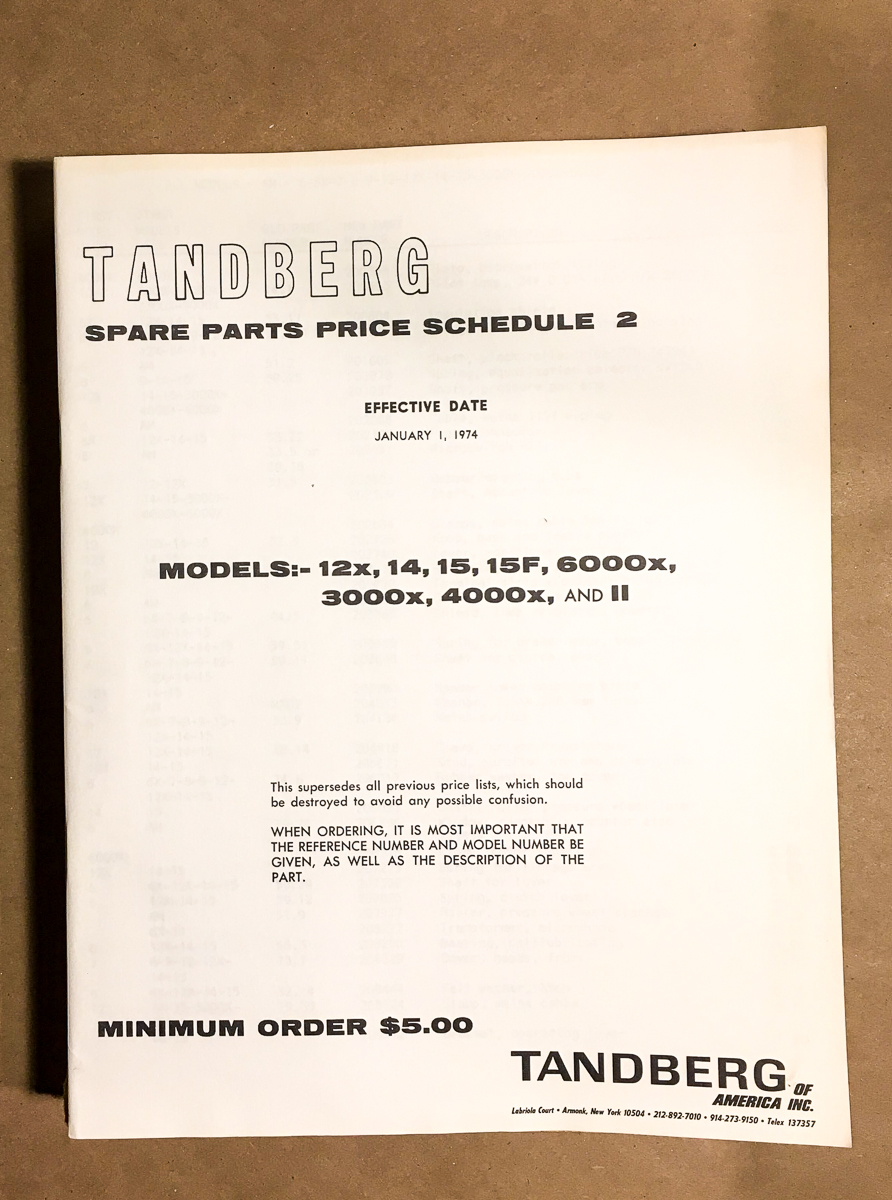 TANDBERG
SPARE PARTS PRICE SCHEDULE 2
EFFECTIVE DATE
JANUARY 1, 1974
MODELS:- 12x, 14, 15, 15F, 6000x,
3000x, 4000x, AND II
This supersedes all previous price lists, which should
be destroyed to avoid any possible confusion.
WHEN ORDERING, IT IS MOST IMPORTANT THAT
THE REFERENCE NUMBER AND MODEL NUMBER BE
GIVEN, AS WELL AS THE DESCRIPTION OF THE
PART.
MINIMUM ORDER $5.00
TANDBERG OF
AMERICA INC.
Labriola Court • Armonk, New York 10504 • 212-892-7010 • 914-273-9150 • Telex 137357